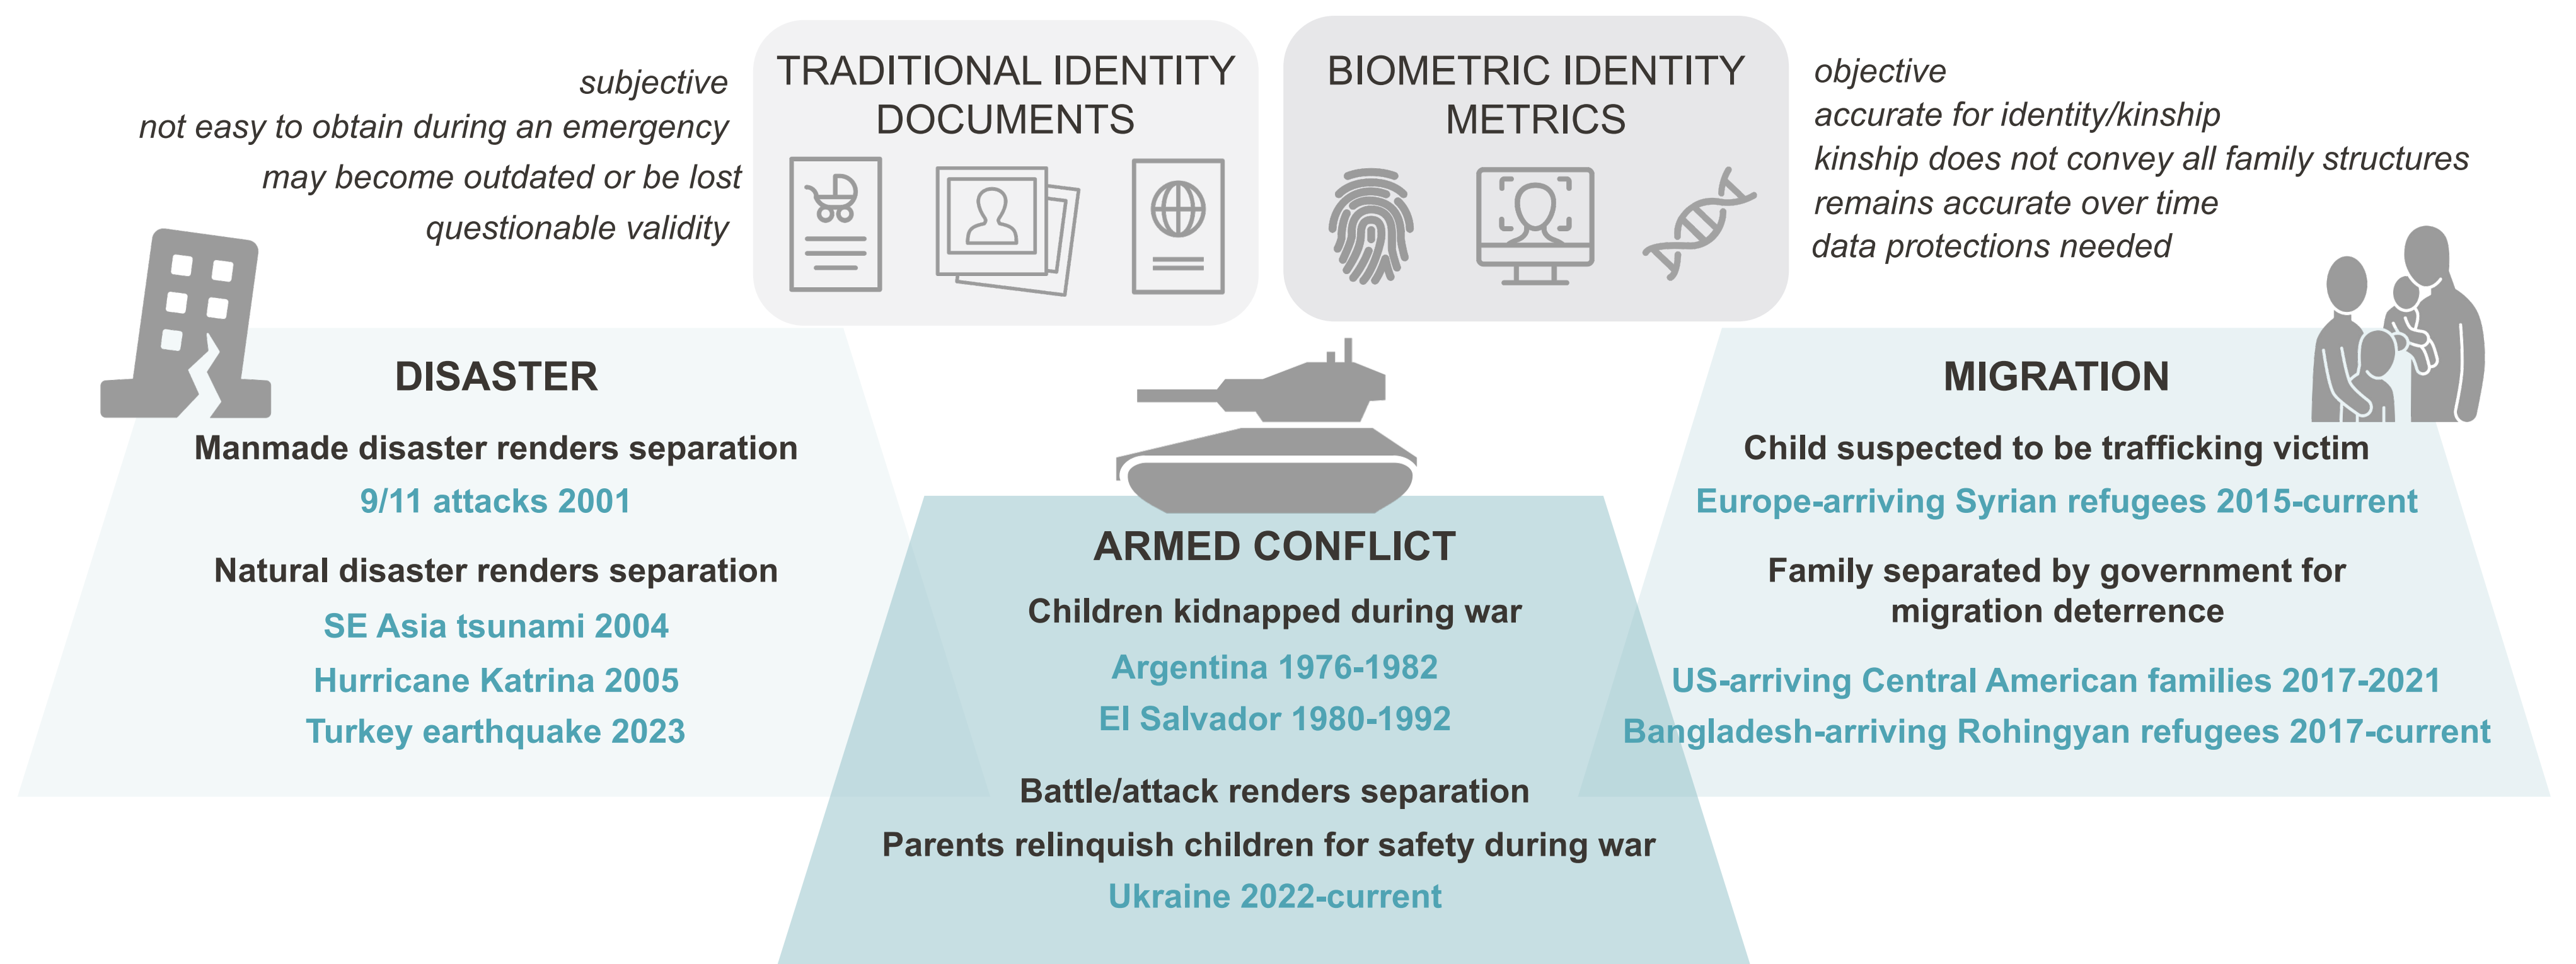 subjective
not easy to obtain during an emergency
may become outdated or be lost
questionable validity
TRADITIONAL IDENTITY
DOCUMENTS
BIOMETRIC IDENTITY
METRICS
objective
accurate for identity/kinship
kinship does not convey all family structures
remains accurate over time
data protections needed
DISASTER
Manmade disaster renders separation
9/11 attacks 2001
Natural disaster renders separation
SE Asia tsunami 2004
Hurricane Katrina 2005
Turkey earthquake 2023
ARMED CONFLICT
Children kidnapped during war
Argentina 1976-1982
El Salvador 1980-1992
Battle/attack renders separation
Parents relinquish children for safety during war
Ukraine 2022-current
MIGRATION
Child suspected to be trafficking victim
Europe-arriving Syrian refugees 2015-current
Family separated by government for
migration deterrence
US-arriving Central American families 2017-2021
Bangladesh-arriving Rohingyan refugees 2017-current